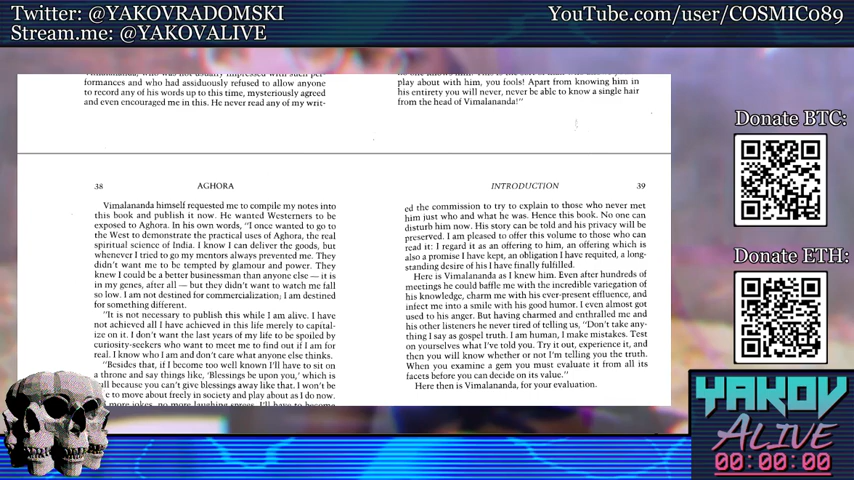 Twitter: @YAKOVRADOMSKI
Stream.me: @YAKOVALIVE
YouTube.com/user/COSMIC089
formances and who had assiduously refused to allow anyone
to record any of his words up to this time, mysteriously agreed
and even encouraged me in this. He never read any of my writ-
play about with him, you fools! Apart from knowing him in
his entirety you will never, never be able to know a single hair
from the head of Vimalananda!"
38
AGHORA
Vimalananda himself requested me to compile my notes into
this book and publish it now. He wanted Westerners to be
exposed to Aghora. In his own words, "I once wanted to go to
the West to demonstrate the practical uses of Aghora, the real
spiritual science of India. I know I can deliver the goods, but
whenever I tried to go my mentors always prevented me. They
didn't want me to be tempted by glamour and power. They
knew I could be a better businessman than anyone else — it is
in my genes, after all — but they didn't want to watch me fall
so low. I am not destined for commercialization; I am destined
for something different.
"It is not necessary to publish this while I am alive. I have
not achieved all I have achieved in this life merely to capital-
ize on it. I don't want the last years of my life to be spoiled by
curiosity-seekers who want to meet me to find out if I am for
real. I know who I am and don't care what anyone else thinks.
"Besides that, if I become too well known I'll have to sit on
a throne and say things like, 'Blessings be upon you,' which is
ull because you can't give blessings away like that. I won't be
e to move about freely in society and play about as I do now.
more jokes, no more laughing sprees. I'll have to become
INTRODUCTION
39
ed the commission to try to explain to those who never met
him just who and what he was. Hence this book. No one can
disturb him now. His story can be told and his privacy will be
preserved. I am pleased to offer this volume to those who can
read it: I regard it as an offering to him, an offering which is
also a promise I have kept, an obligation I have requited, a long-
standing desire of his I have finally fulfilled.
Here is Vimalananda as I knew him. Even after hundreds of
meetings he could baffle me with the incredible variegation of
his knowledge, charm me with his ever-present effluence, and
infect me into a smile with his good humor. I even almost got
used to his anger. But having charmed and enthralled me and
his other listeners he never tired of telling us, "Don't take any-
thing I say as gospel truth. I am human, I make mistakes. Test
on yourselves what I've told you. Try it out, experience it, and
then you will know whether or not I'm telling you the truth.
When you examine a gem you must evaluate it from all its
facets before you can decide on its value."
Here then is Vimalananda, for your evaluation.
Donate BTC:
Donate ETH:
YAKOV
ALIVE
00:00:00